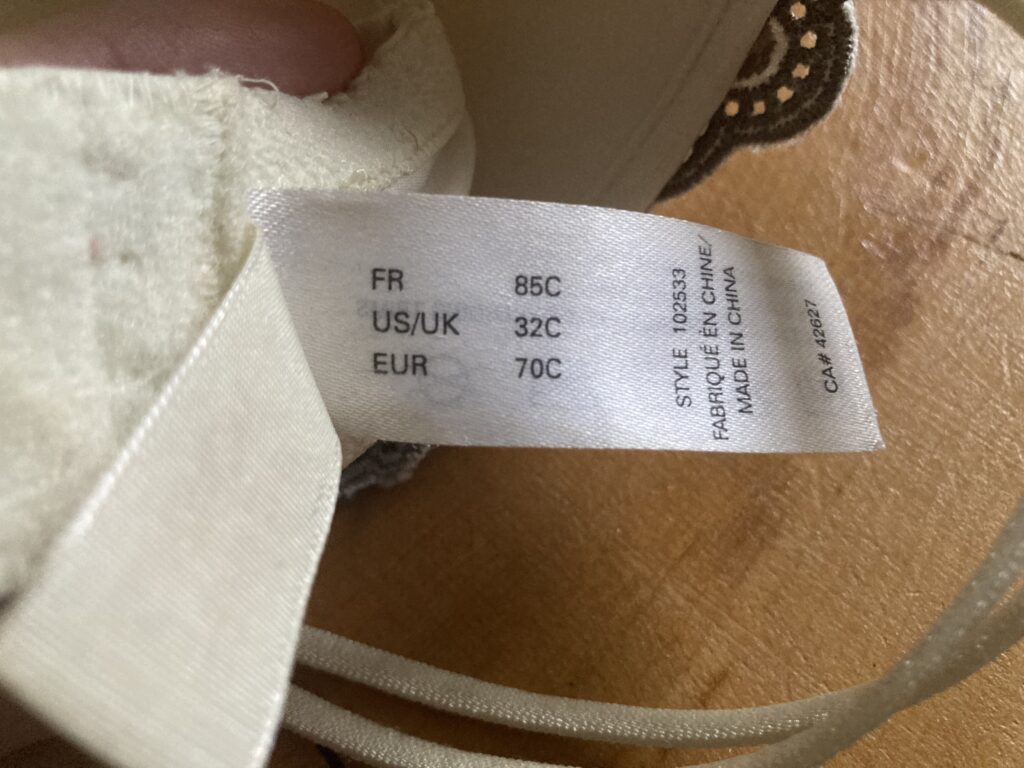 FR 85C
US/UK 32C
EUR 70C
STYLE 102533
FABRIQUÉ EN CHINE/
MADE IN CHINA
CA# 42627